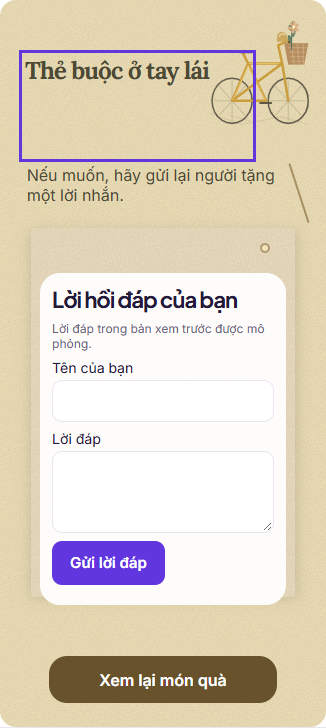 Thẻ buộc ở tay lái
Nếu muốn, hãy gửi lại người tặng
một lời nhắn.
Lời hồi đáp của bạn
Lời đáp trong bản xem trước được mô
phỏng.
Tên của bạn
Lời đáp
Gửi lời đáp
Xem lại món quà